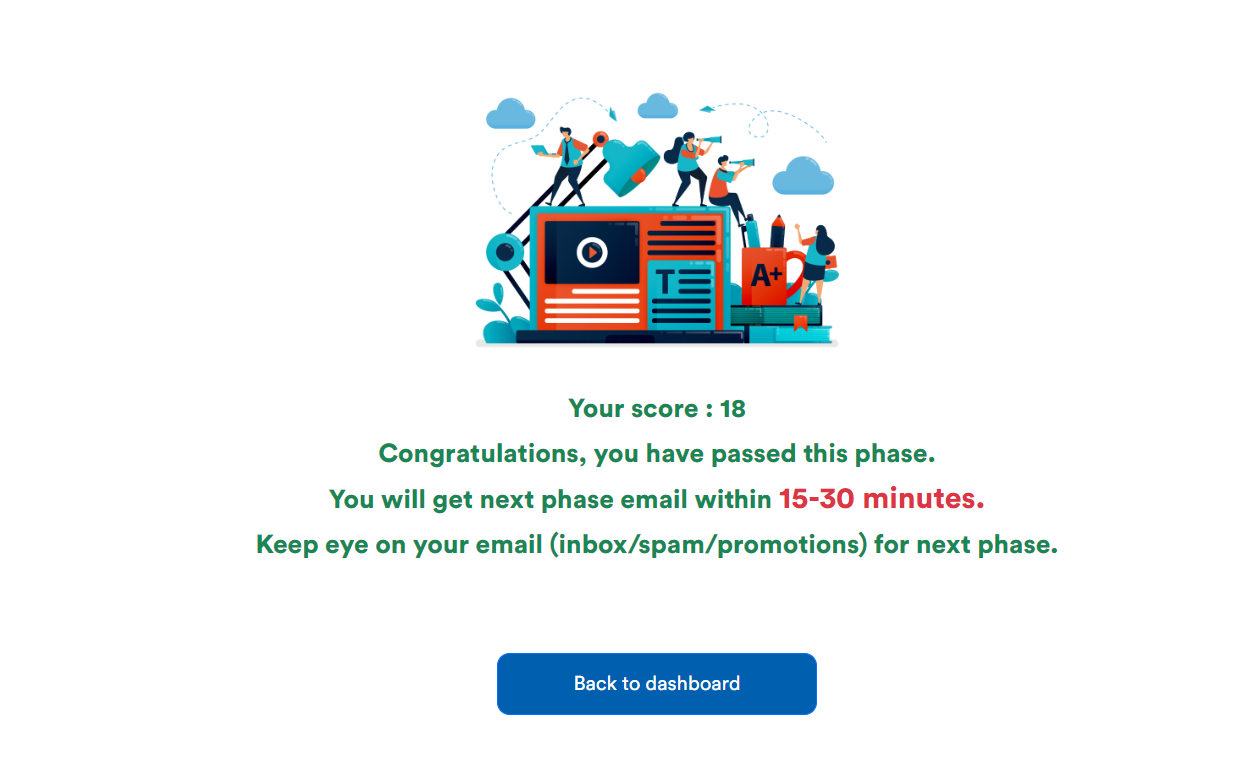 T
A+
Your score : 18
Congratulations, you have passed this phase.
You will get next phase email within 15-30 minutes.
Keep eye on your email (inbox/spam/promotions) for next phase.
Back to dashboard